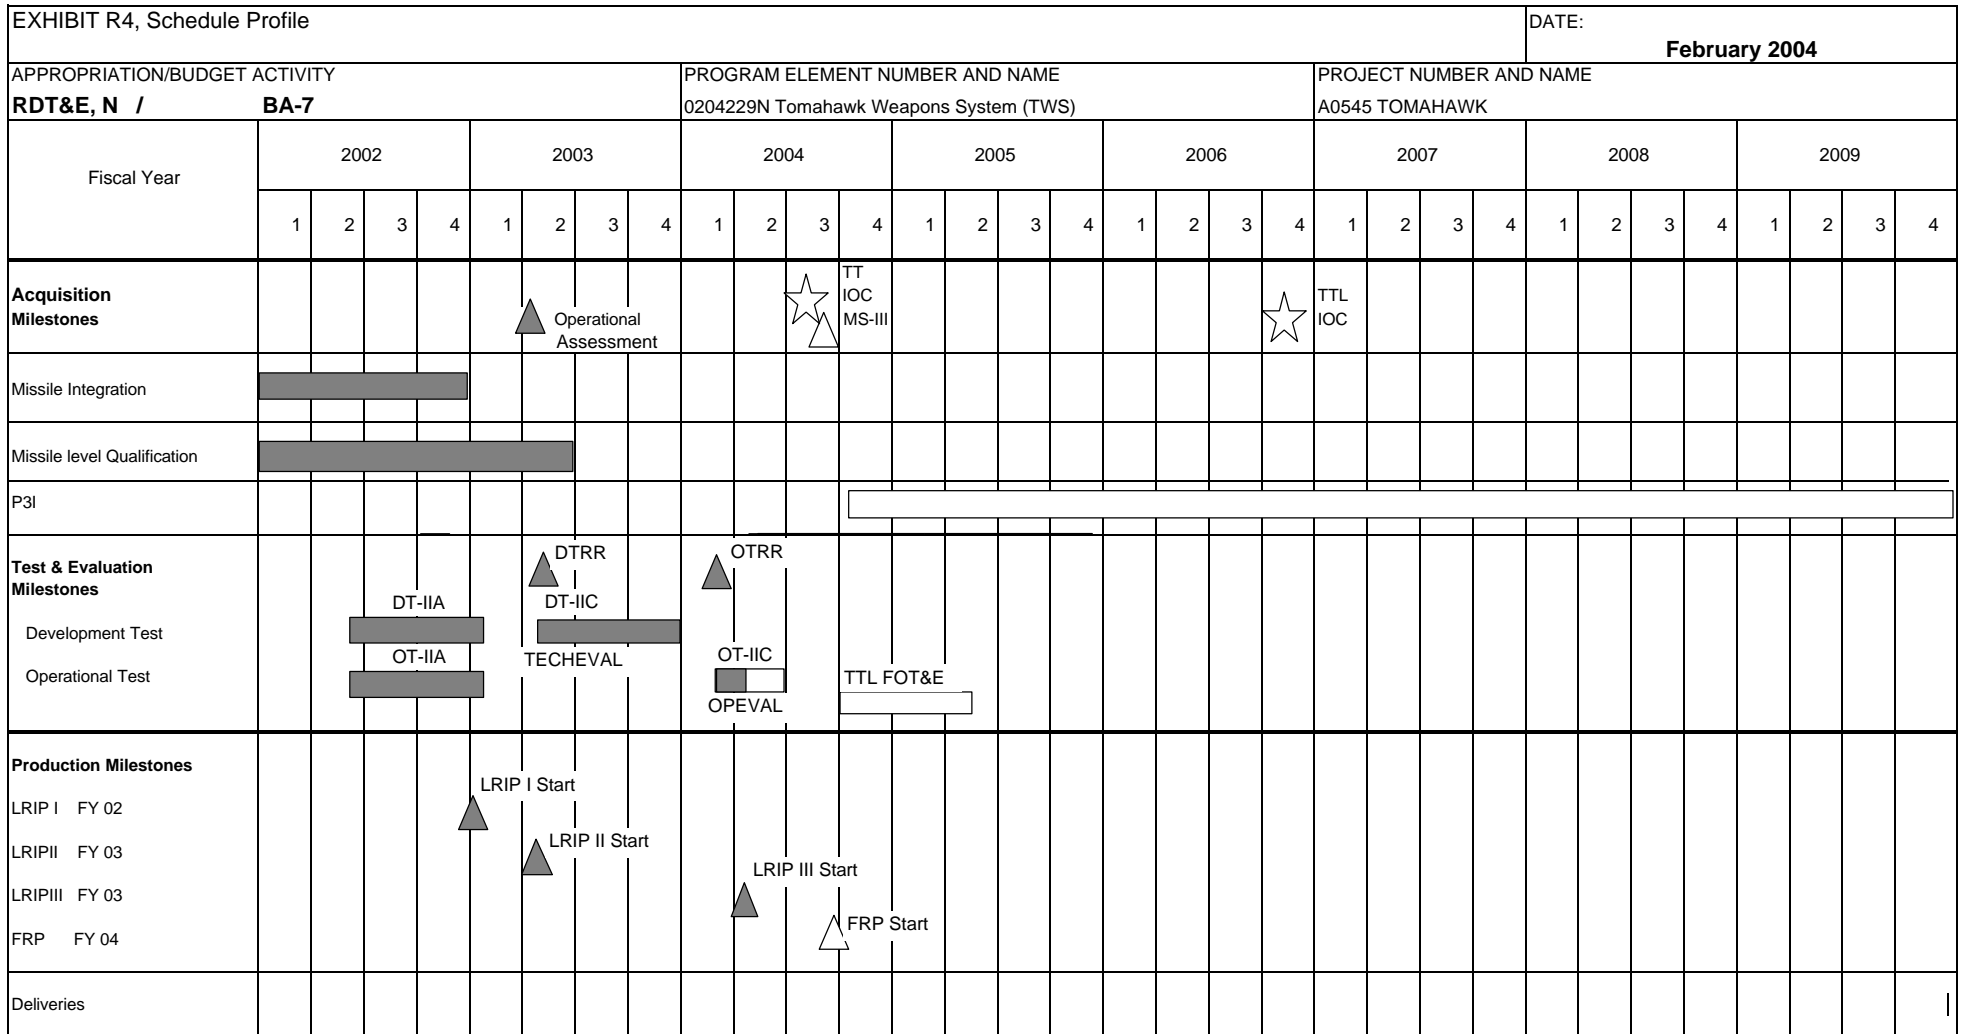 EXHIBIT R4, Schedule Profile
DATE:
February 2004
APPROPRIATION/BUDGET ACTIVITY
PROGRAM ELEMENT NUMBER AND NAME
PROJECT NUMBER AND NAME
RDT&E, N / BA-7
0204229N Tomahawk Weapons System (TWS)
A0545 TOMAHAWK
Fiscal Year
2002 2003 2004 2005 2006 2007 2008 2009
1 2 3 4 1 2 3 4 1 2 3 4 1 2 3 4 1 2 3 4 1 2 3 4 1 2 3 4 1 2 3 4
Acquisition
Milestones
Operational
Assessment
TT
IOC
MS-III
TTL
IOC
Missile Integration
Missile level Qualification
P3I
Test & Evaluation
Milestones
DTRR
OTRR
DT-IIA
DT-IIC
Development Test
OT-IIA
TECHEVAL
OT-IIC
Operational Test
TTL FOT&E
OPEVAL
Production Milestones
LRIP I Start
LRIP I FY 02
LRIP II Start
LRIPII FY 03
LRIP III Start
LRIPIII FY 03
FRP Start
FRP FY 04
Deliveries